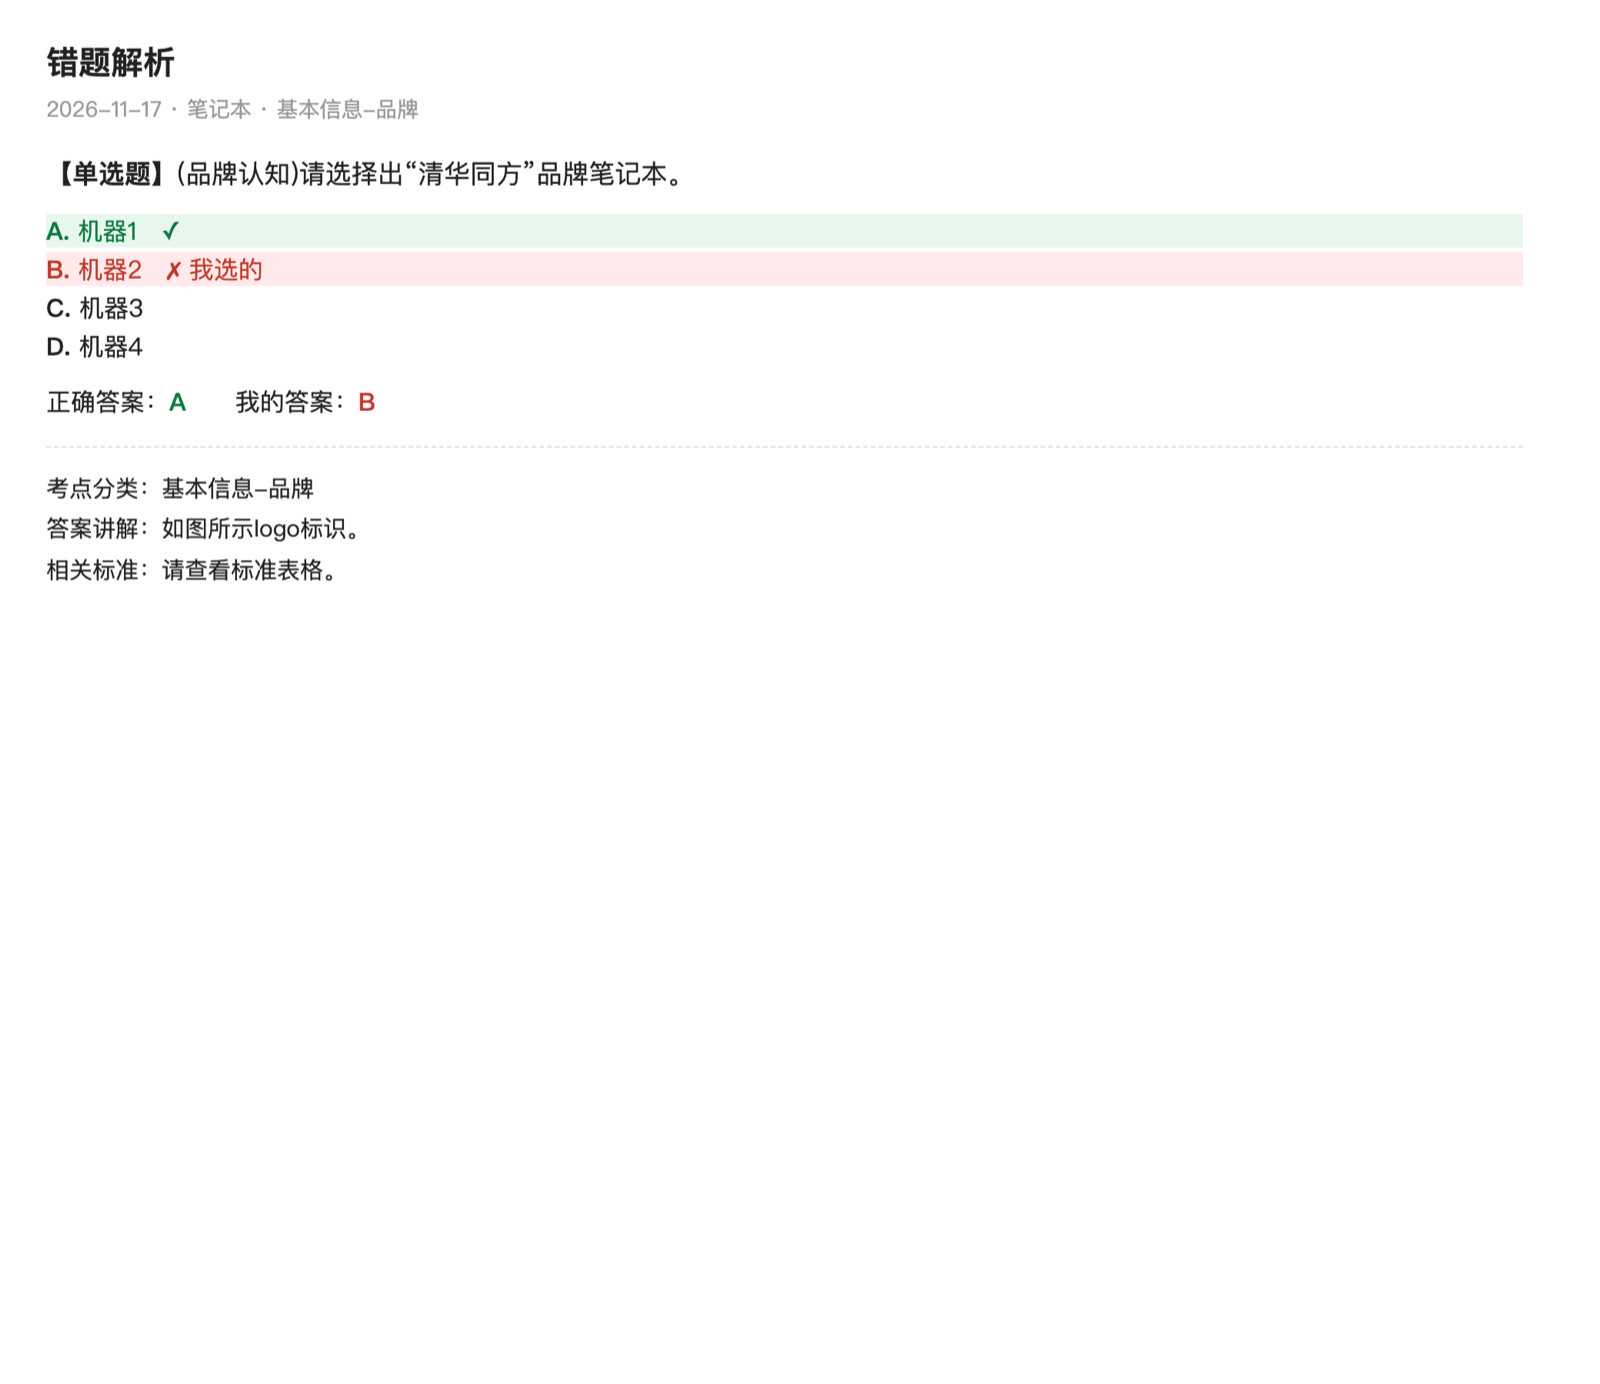 错题解析
2026-11-17 · 笔记本 · 基本信息-品牌
【单选题】(品牌认知)请选择出“清华同方”品牌笔记本。
A. 机器1 ✓
B. 机器2 ✗ 我选的
C. 机器3
D. 机器4
正确答案：A 我的答案：B
考点分类：基本信息-品牌
答案讲解：如图所示logo标识。
相关标准：请查看标准表格。